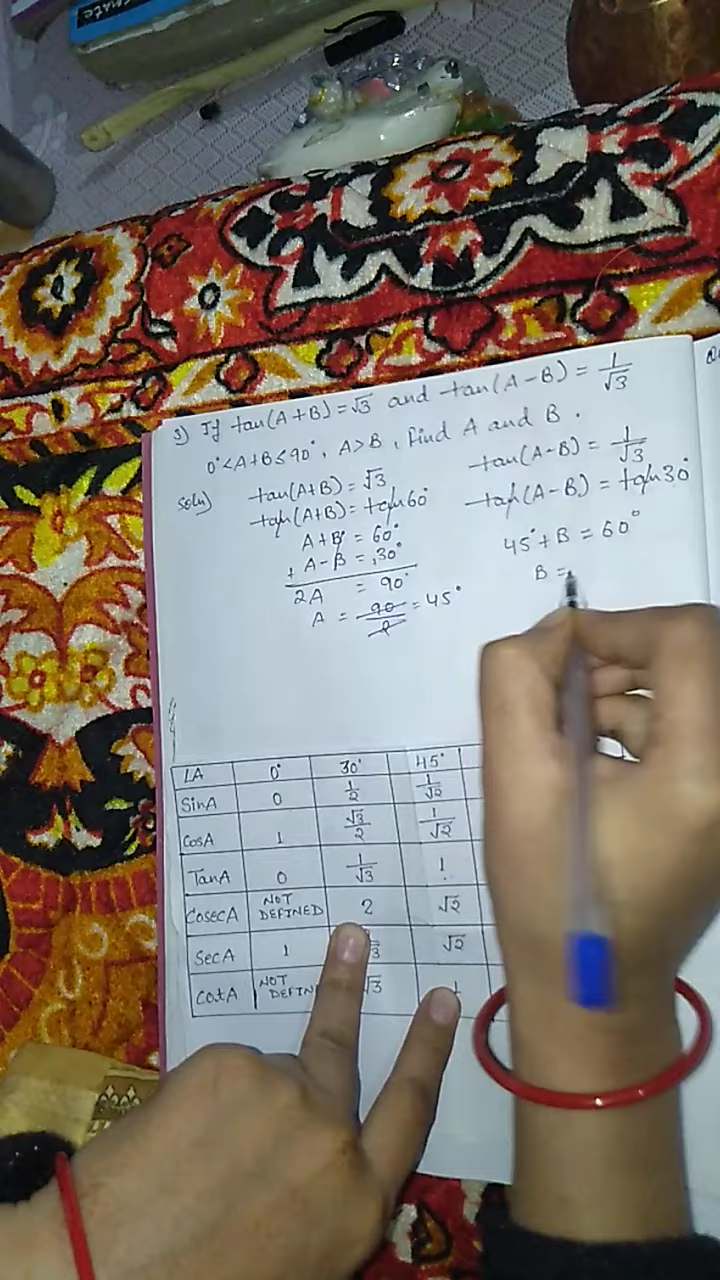 3) If tan(A+B)=√3 and tan(A−B)=1/√3
0°<A+B≤90°, A>B, Find A and B.
Soln) tan(A+B) = √3
tan(A+B) = tan60°
A+B = 60°
+ A−B = 30°
2A = 90°
A = 90/2 = 45°
tan(A−B) = 1/√3
tan(A−B) = tan30°
45°+B = 60°
B =
∠A 0° 30° 45°
SinA 0 1/2 1/√2
CosA 1 √3/2 1/√2
TanA 0 1/√3 1
CosecA NOT DEFINED 2 √2
SecA 1 √2
CotA NOT √3 1